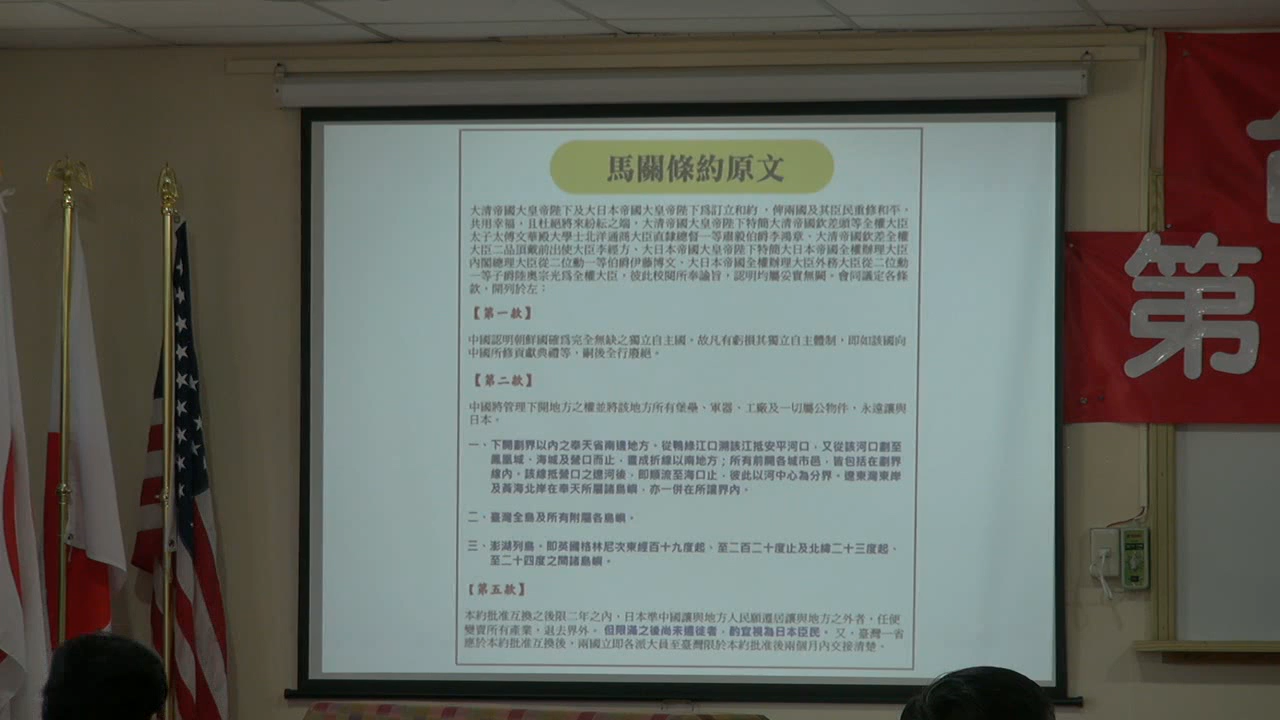 馬關條約原文
大清帝國大皇帝陛下及大日本帝國大皇帝陛下爲訂立和約，俾兩國及其臣民重修和平，
共用幸福，且杜絕將來紛紜之端，大清帝國大皇帝陛下特簡大清帝國欽差頭等全權大臣
太子太傅文華殿大學士北洋通商大臣直隸總督一等肅毅伯爵李鴻章、大清帝國欽差全權
大臣二品頂戴前出使大臣李經方、大日本帝國大皇帝陛下特簡大日本帝國全權辦理大臣
內閣總理大臣從二位勳一等伯爵伊藤博文、大日本帝國全權辦理大臣外務大臣從二位勳
一等子爵陸奧宗光爲全權大臣，彼此校閱所奉諭旨，認明均屬妥實無闕。會同議定各條
款，開列於左：
【第一款】
中國認明朝鮮國確爲完全無缺之獨立自主國。故凡有虧損其獨立自主體制，即如該國向
中國所修貢獻典禮等，嗣後全行廢絕。
【第二款】
中國將管理下開地方之權並將該地方所有堡壘、軍器、工廠及一切屬公物件，永遠讓與
日本。
一、下開劃界以內之奉天省南邊地方。從鴨綠江口溯該江抵安平河口，又從該河口劃至
鳳凰城、海城及營口而止，畫成折線以南地方；所有前開各城市邑，皆包括在劃界
線內。該線抵營口之遼河後，即順流至海口止，彼此以河中心為分界。遼東灣東岸
及黃海北岸在奉天所屬諸島嶼，亦一併在所讓界內。
二、臺灣全島及所有附屬各島嶼。
三、澎湖列島。即英國格林尼次東經百十九度起、至二百二十度止及北緯二十三度起、
至二十四度之間諸島嶼。
【第五款】
本約批准互換之後限二年之內，日本準中國讓與地方人民願遷居讓與地方之外者，任便
變賣所有產業，退去界外。但限滿之後尚未遷徙者，酌宜視為日本臣民。又，臺灣一省
應於本約批准互換後，兩國立即各派大員至臺灣限於本約批准後兩個月內交接清楚。
第